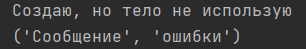 Создаю, но тело не использую
('Сообщение', 'ошибки')